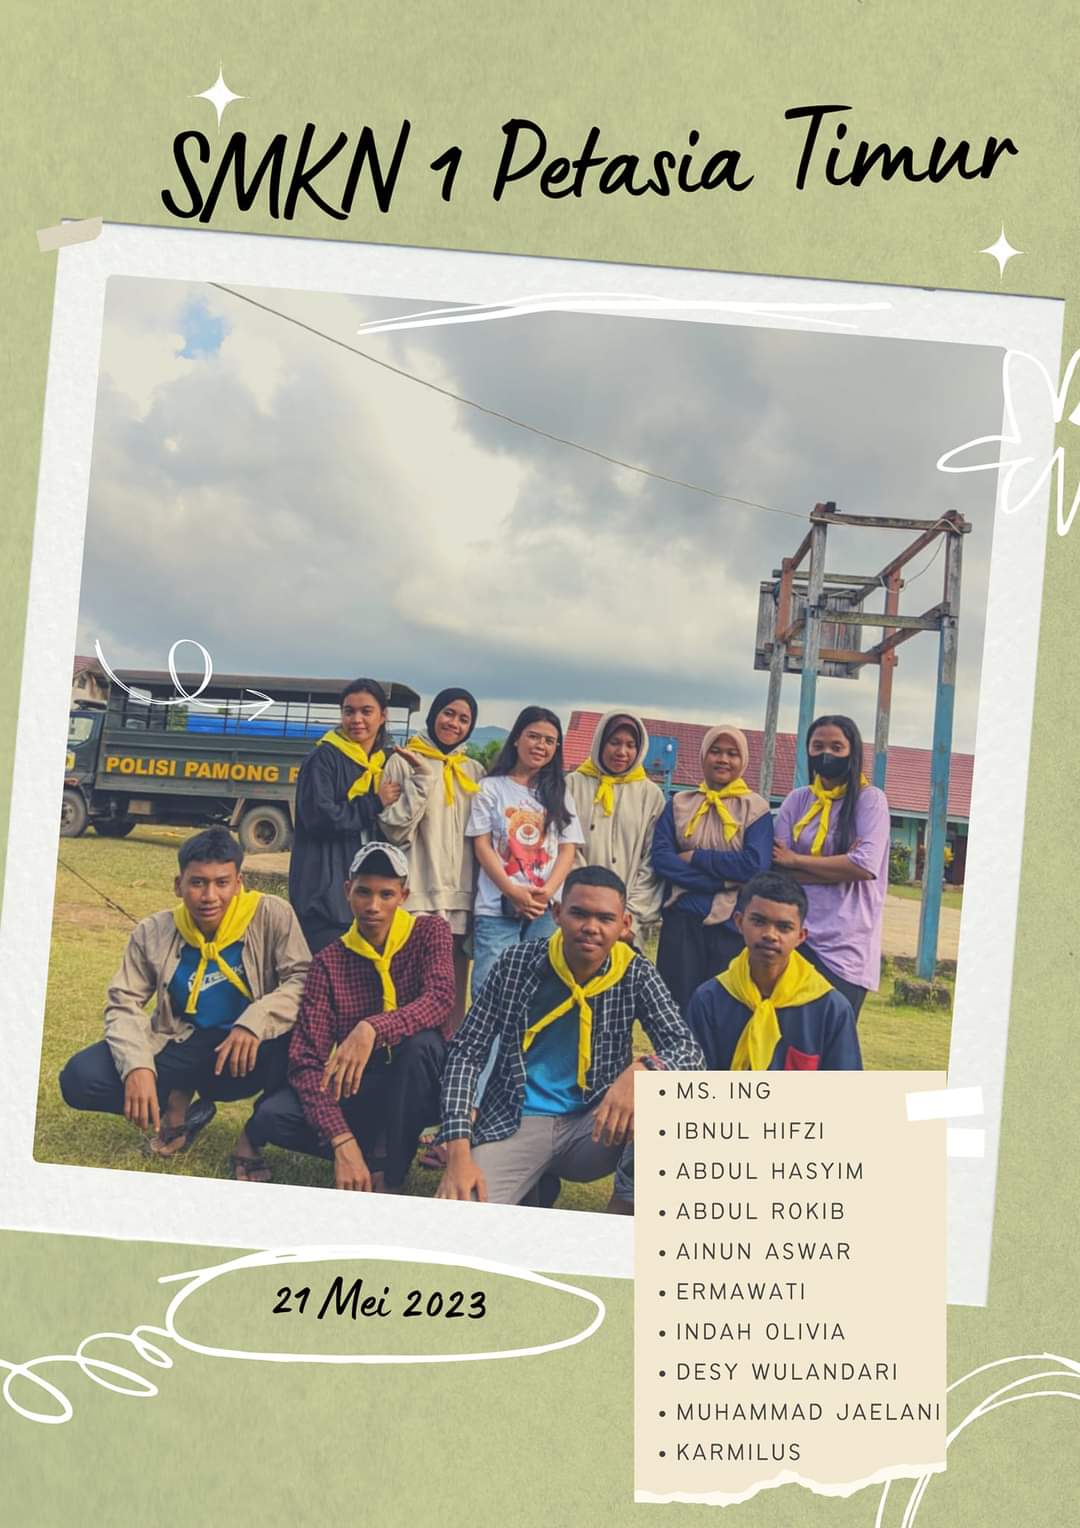 SMKN 1 Petasia Timur
POLISI PAMONG
MS. ING
IBNUL HIFZI
ABDUL HASYIM
ABDUL ROKIB
AINUN ASWAR
ERMAWATI
INDAH OLIVIA
DESY WULANDARI
MUHAMMAD JAELANI
KARMILUS
21 Mei 2023